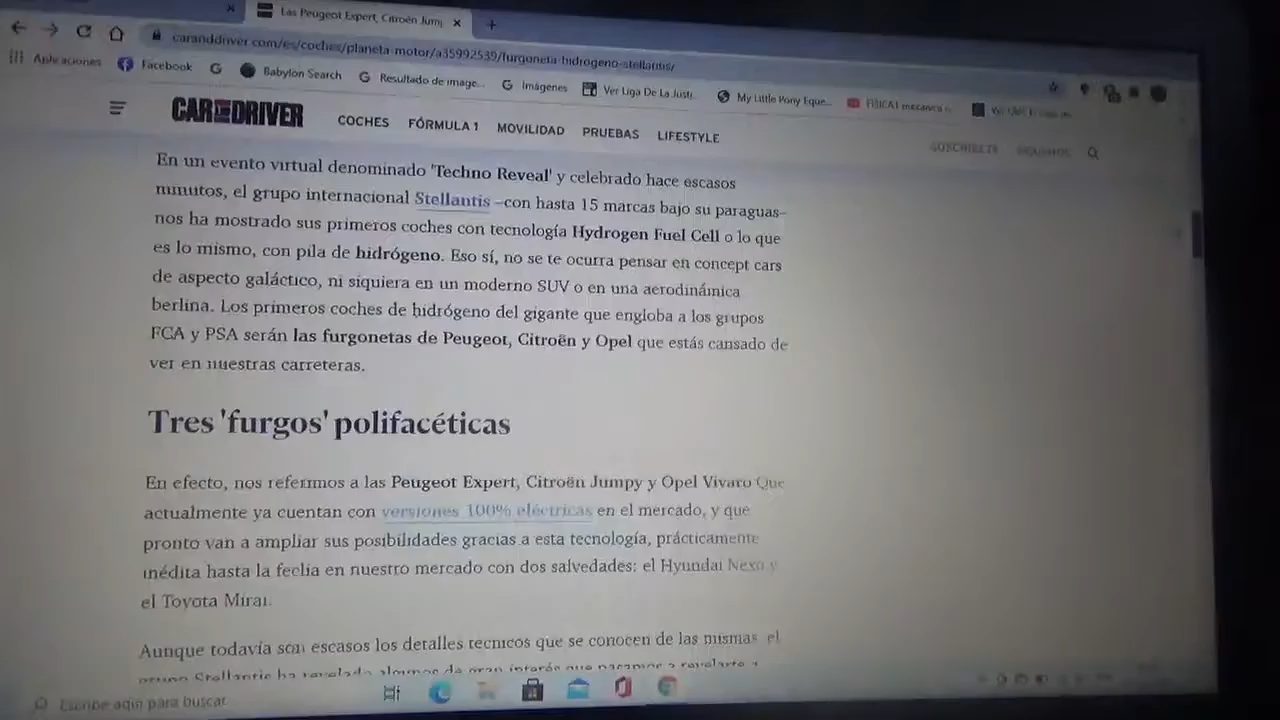 Las Peugeot Expert, Citroën Jump
caranddriver.com/es/coches/planeta-motor/a35992539/furgoneta-hidrogeno-stellantis/
Aplicaciones Facebook Babylon Search Resultado de image... Imágenes Ver Liga De La Justi... My Little Pony Eque... FISICA I mecanica
CAR AND DRIVER COCHES FÓRMULA 1 MOVILIDAD PRUEBAS LIFESTYLE SUSCRÍBETE SÍGUENOS
En un evento virtual denominado 'Techno Reveal' y celebrado hace escasos
minutos, el grupo internacional Stellantis –con hasta 15 marcas bajo su paraguas–
nos ha mostrado sus primeros coches con tecnología Hydrogen Fuel Cell o lo que
es lo mismo, con pila de hidrógeno. Eso sí, no se te ocurra pensar en concept cars
de aspecto galáctico, ni siquiera en un moderno SUV o en una aerodinámica
berlina. Los primeros coches de hidrógeno del gigante que engloba a los grupos
FCA y PSA serán las furgonetas de Peugeot, Citroën y Opel que estás cansado de
ver en nuestras carreteras.
Tres 'furgos' polifacéticas
En efecto, nos referimos a las Peugeot Expert, Citroën Jumpy y Opel Vivaro Que
actualmente ya cuentan con versiones 100% eléctricas en el mercado, y que
pronto van a ampliar sus posibilidades gracias a esta tecnología, prácticamente
inédita hasta la fecha en nuestro mercado con dos salvedades: el Hyundai Nexo y
el Toyota Mirai.
Aunque todavía son escasos los detalles técnicos que se conocen de las mismas, el
grupo Stellantis ha revelado algunos de gran interés que pasamos a revelarte a
Escribe aquí para buscar